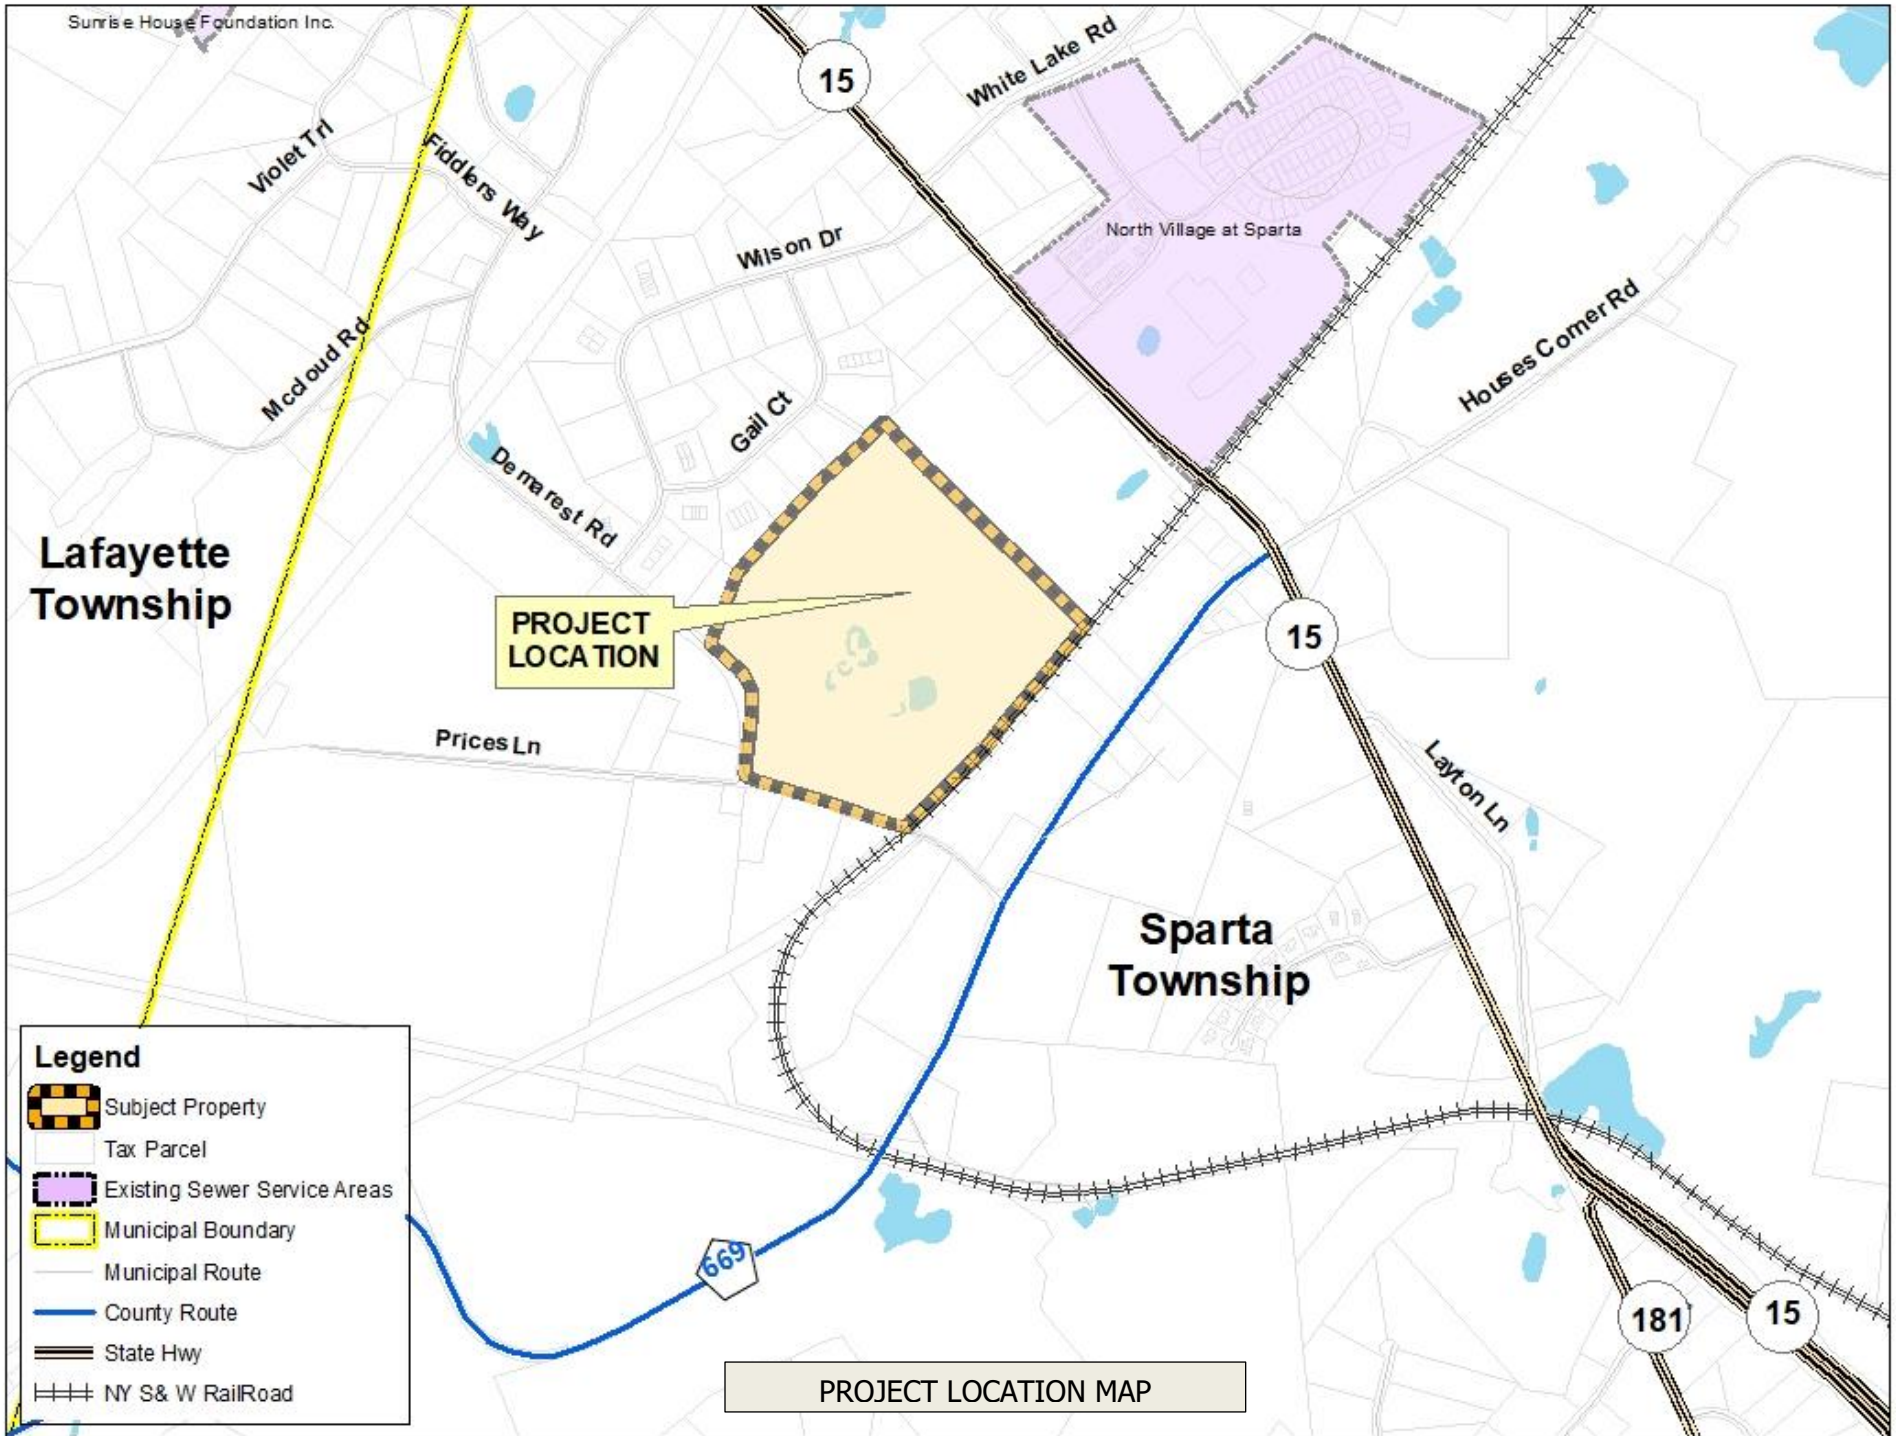 Sunrise House Foundation Inc.
15
White Lake Rd
Violet Trl
Fiddlers Way
Wilson Dr
North Village at Sparta
Mccloud Rd
Houses Corner Rd
Gail Ct
Demarest Rd
Lafayette
Township
PROJECT
LOCATION
15
Prices Ln
Layton Ln
Sparta
Township
Legend
Subject Property
Tax Parcel
Existing Sewer Service Areas
Municipal Boundary
Municipal Route
County Route
State Hwy
NY S& W RailRoad
669
181
15
PROJECT LOCATION MAP